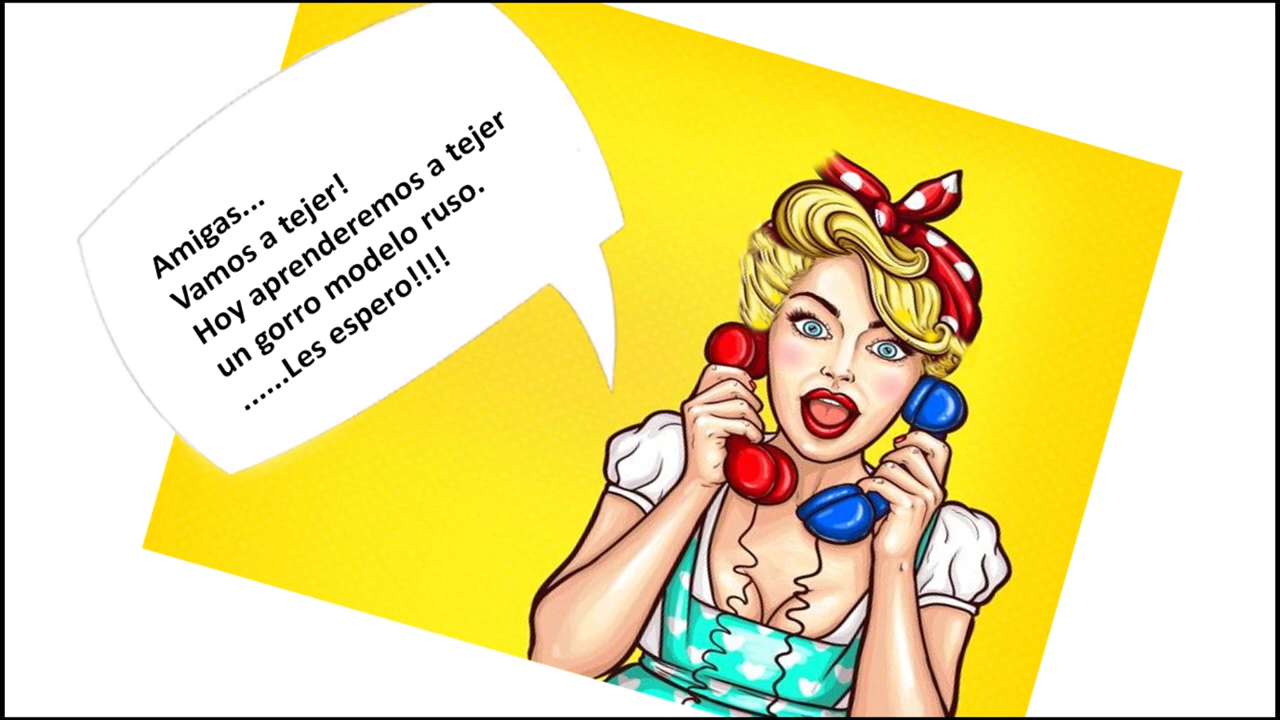 Amigas...
Vamos a tejer!
Hoy aprenderemos a tejer
un gorro modelo ruso.
......Les espero!!!!